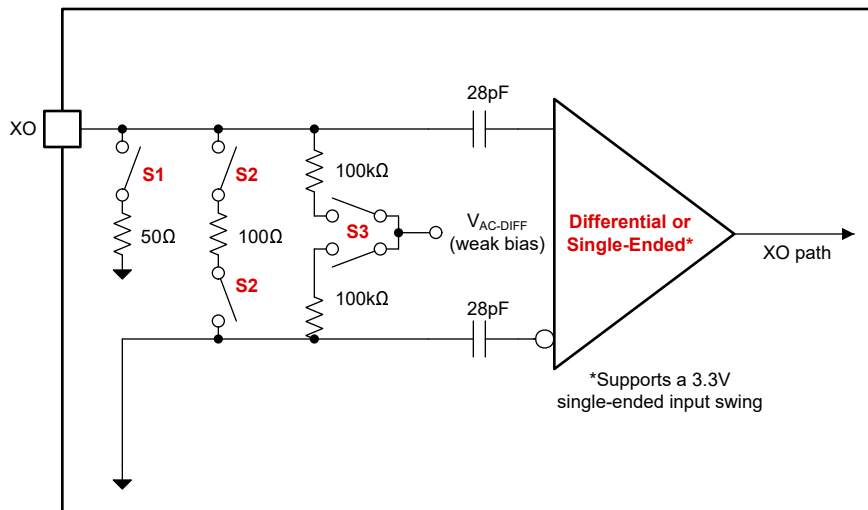 28pF
XO
S1
S2
100kΩ
50Ω
100Ω
S3
V_AC-DIFF
(weak bias)
Differential or
Single-Ended*
XO path
S2
100kΩ
28pF
*Supports a 3.3V
single-ended input swing